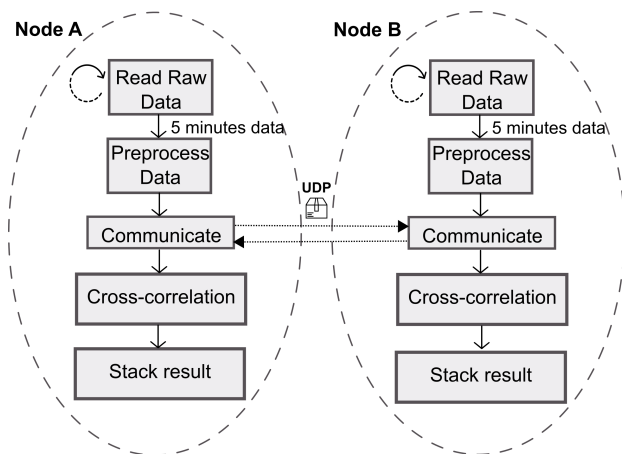 Node A
Read Raw
Data
5 minutes data
Preprocess
Data
Communicate
Cross-correlation
Stack result
UDP
Node B
Read Raw
Data
5 minutes data
Preprocess
Data
Communicate
Cross-correlation
Stack result